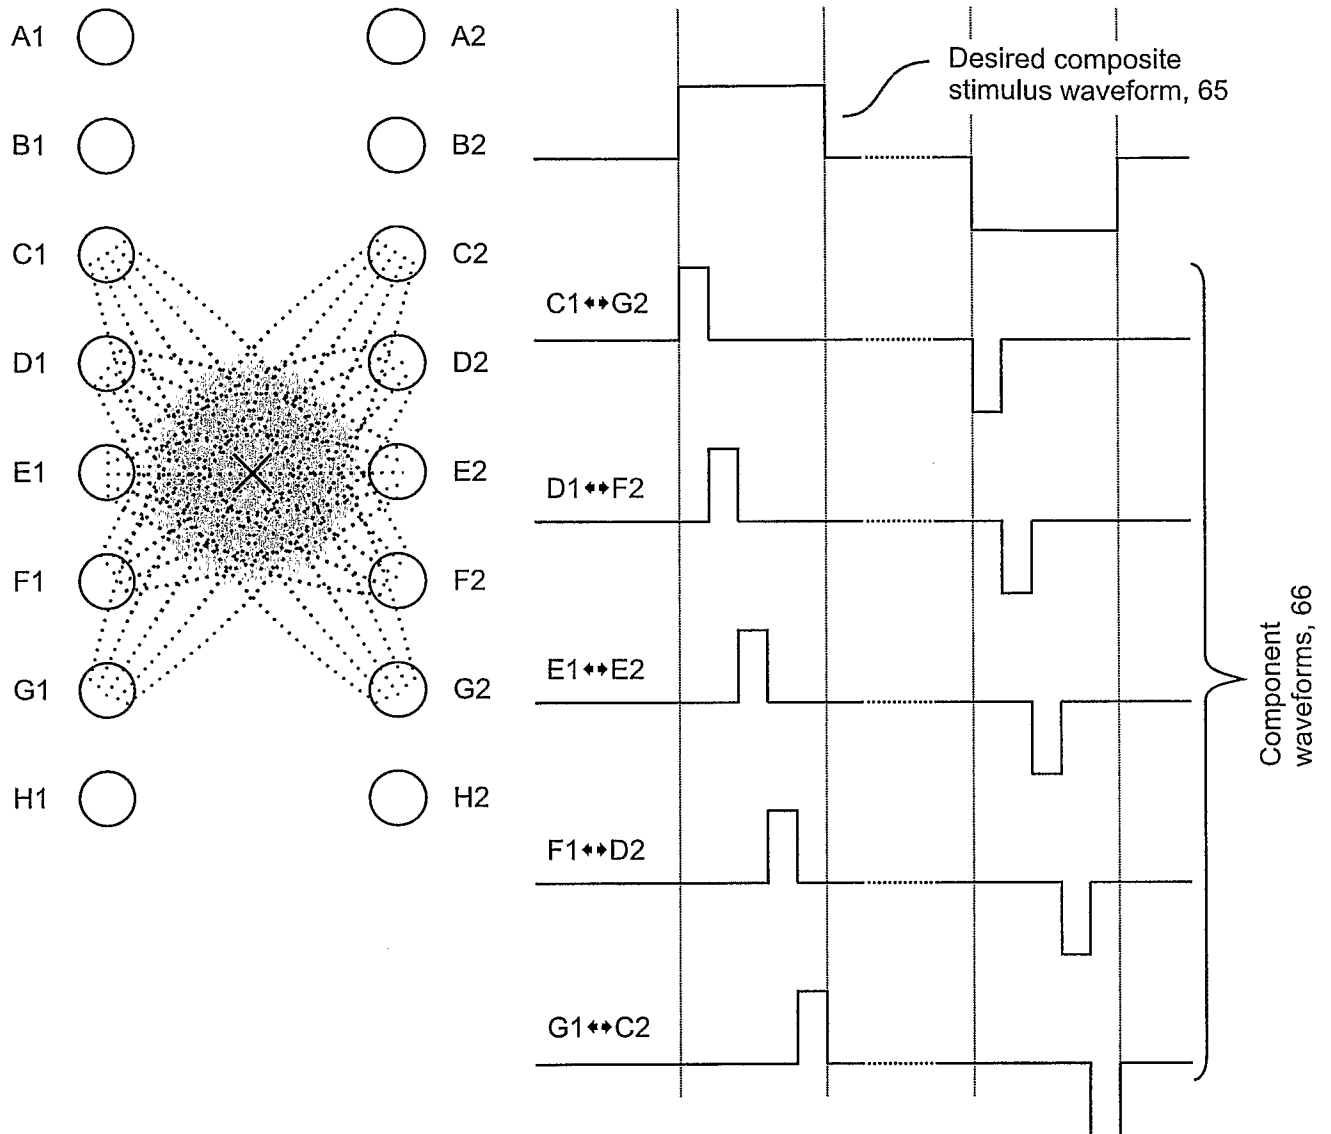 A1
A2
B1
B2
C1
C2
D1
D2
E1
E2
F1
F2
G1
G2
H1
H2
Desired composite
stimulus waveform, 65
C1↔G2
D1↔F2
E1↔E2
F1↔D2
G1↔C2
Component
waveforms, 66